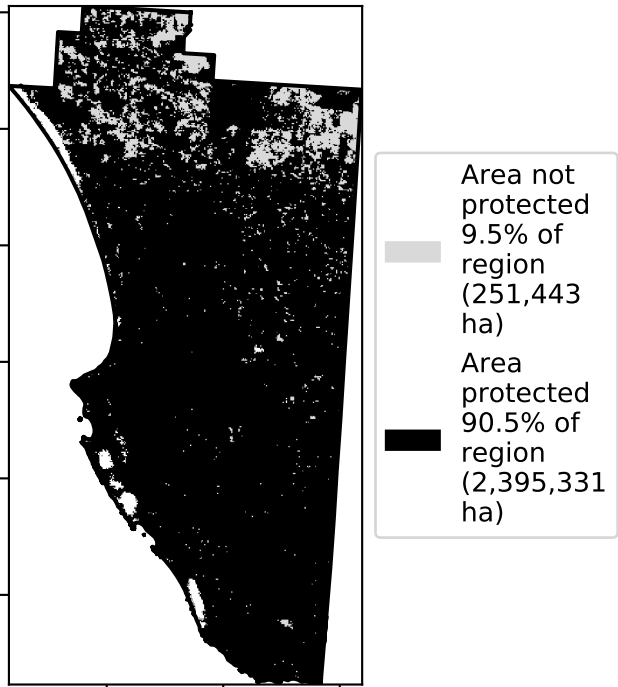 Area not
protected
9.5% of
region
(251,443
ha)
Area
protected
90.5% of
region
(2,395,331
ha)